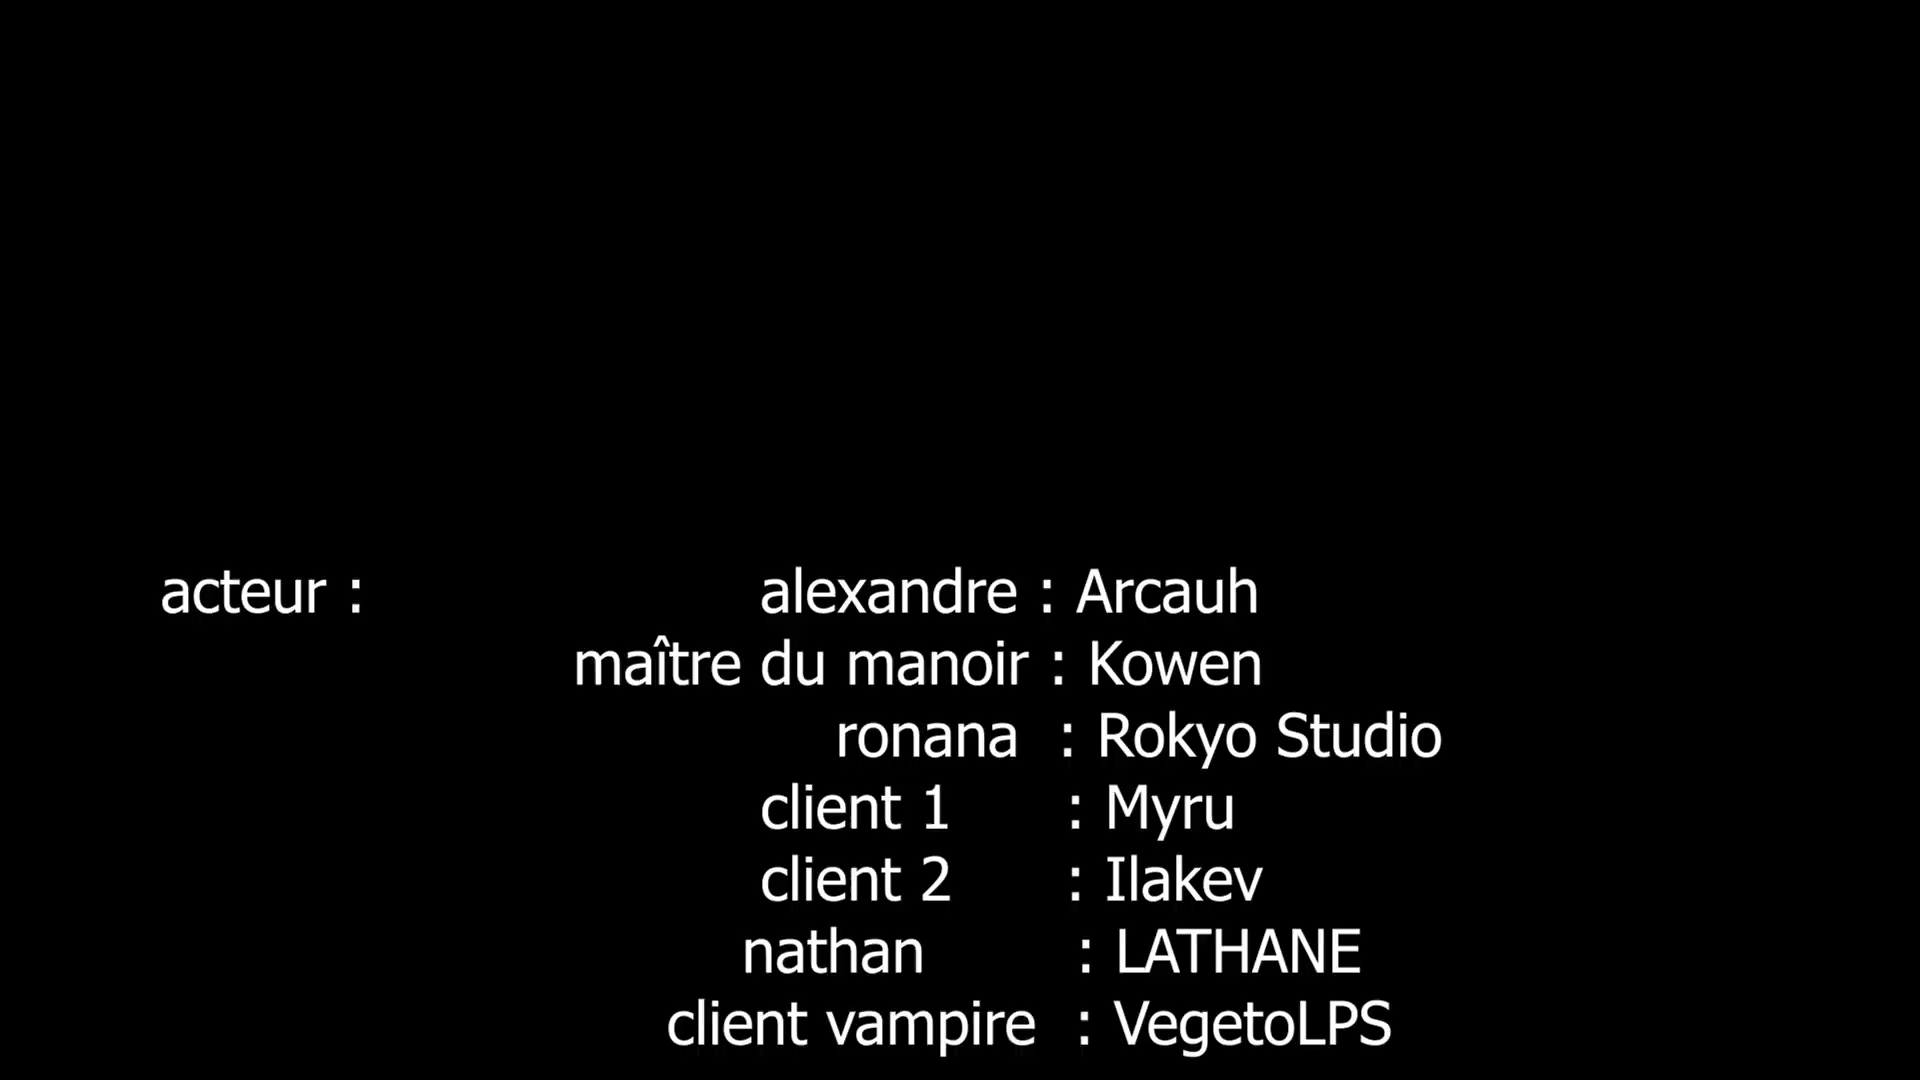 acteur : alexandre : Arcauh
maître du manoir : Kowen
ronana : Rokyo Studio
client 1 : Myru
client 2 : Ilakev
nathan : LATHANE
client vampire : VegetoLPS